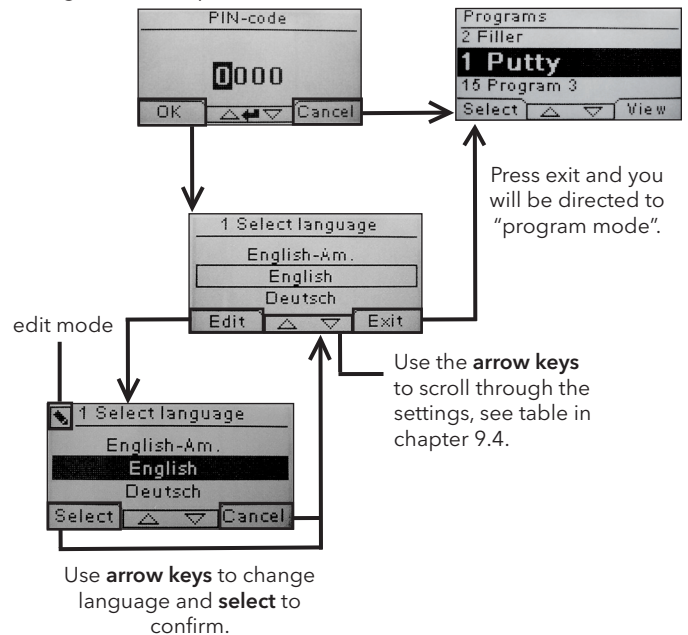 PIN-code
0000
OK
Cancel
Programs
2 Filler
1 Putty
15 Program 3
Select
View
Press exit and you
will be directed to
“program mode”.
1 Select language
English-Am.
English
Deutsch
Edit
Exit
edit mode
Use the arrow keys
to scroll through the
settings, see table in
chapter 9.4.
1 Select language
English-Am.
English
Deutsch
Select
Cancel
Use arrow keys to change
language and select to
confirm.